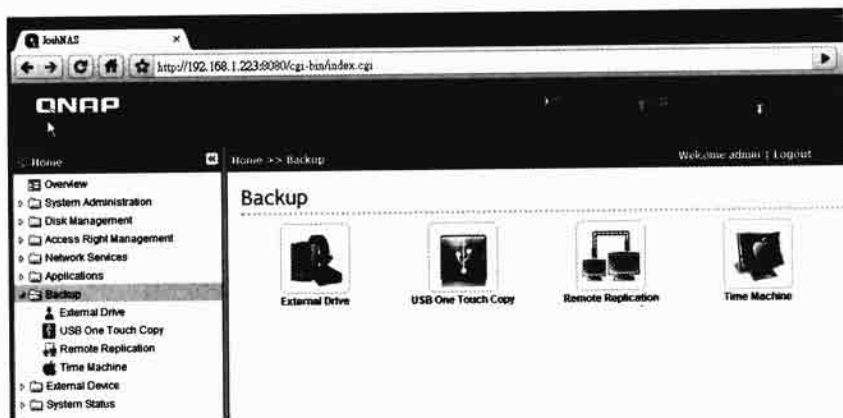 JoshNAS
http://192.168.1.223:8080/cgi-bin/index.cgi
QNAP
Home
Home >> Backup
Welcome admin | Logout
Overview
System Administration
Disk Management
Access Right Management
Network Services
Applications
Backup
External Drive
USB One Touch Copy
Remote Replication
Time Machine
External Device
System Status
Backup
External Drive
USB One Touch Copy
Remote Replication
Time Machine